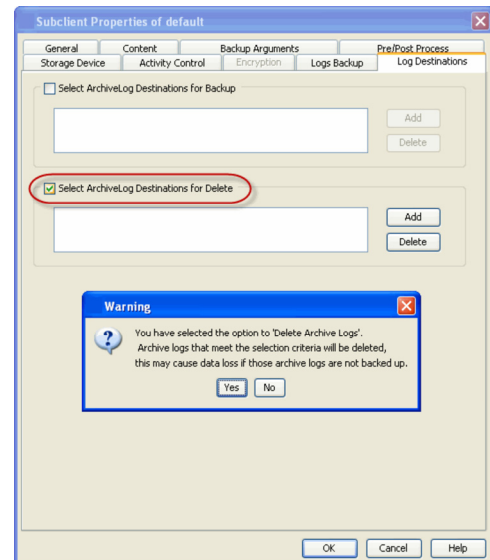 Subclient Properties of default
General Content Backup Arguments Pre/Post Process
Storage Device Activity Control Encryption Logs Backup Log Destinations
Select ArchiveLog Destinations for Backup
Add
Delete
Select ArchiveLog Destinations for Delete
Add
Delete
Warning
You have selected the option to 'Delete Archive Logs'.
Archive logs that meet the selection criteria will be deleted,
this may cause data loss if those archive logs are not backed up.
Yes No
OK Cancel Help